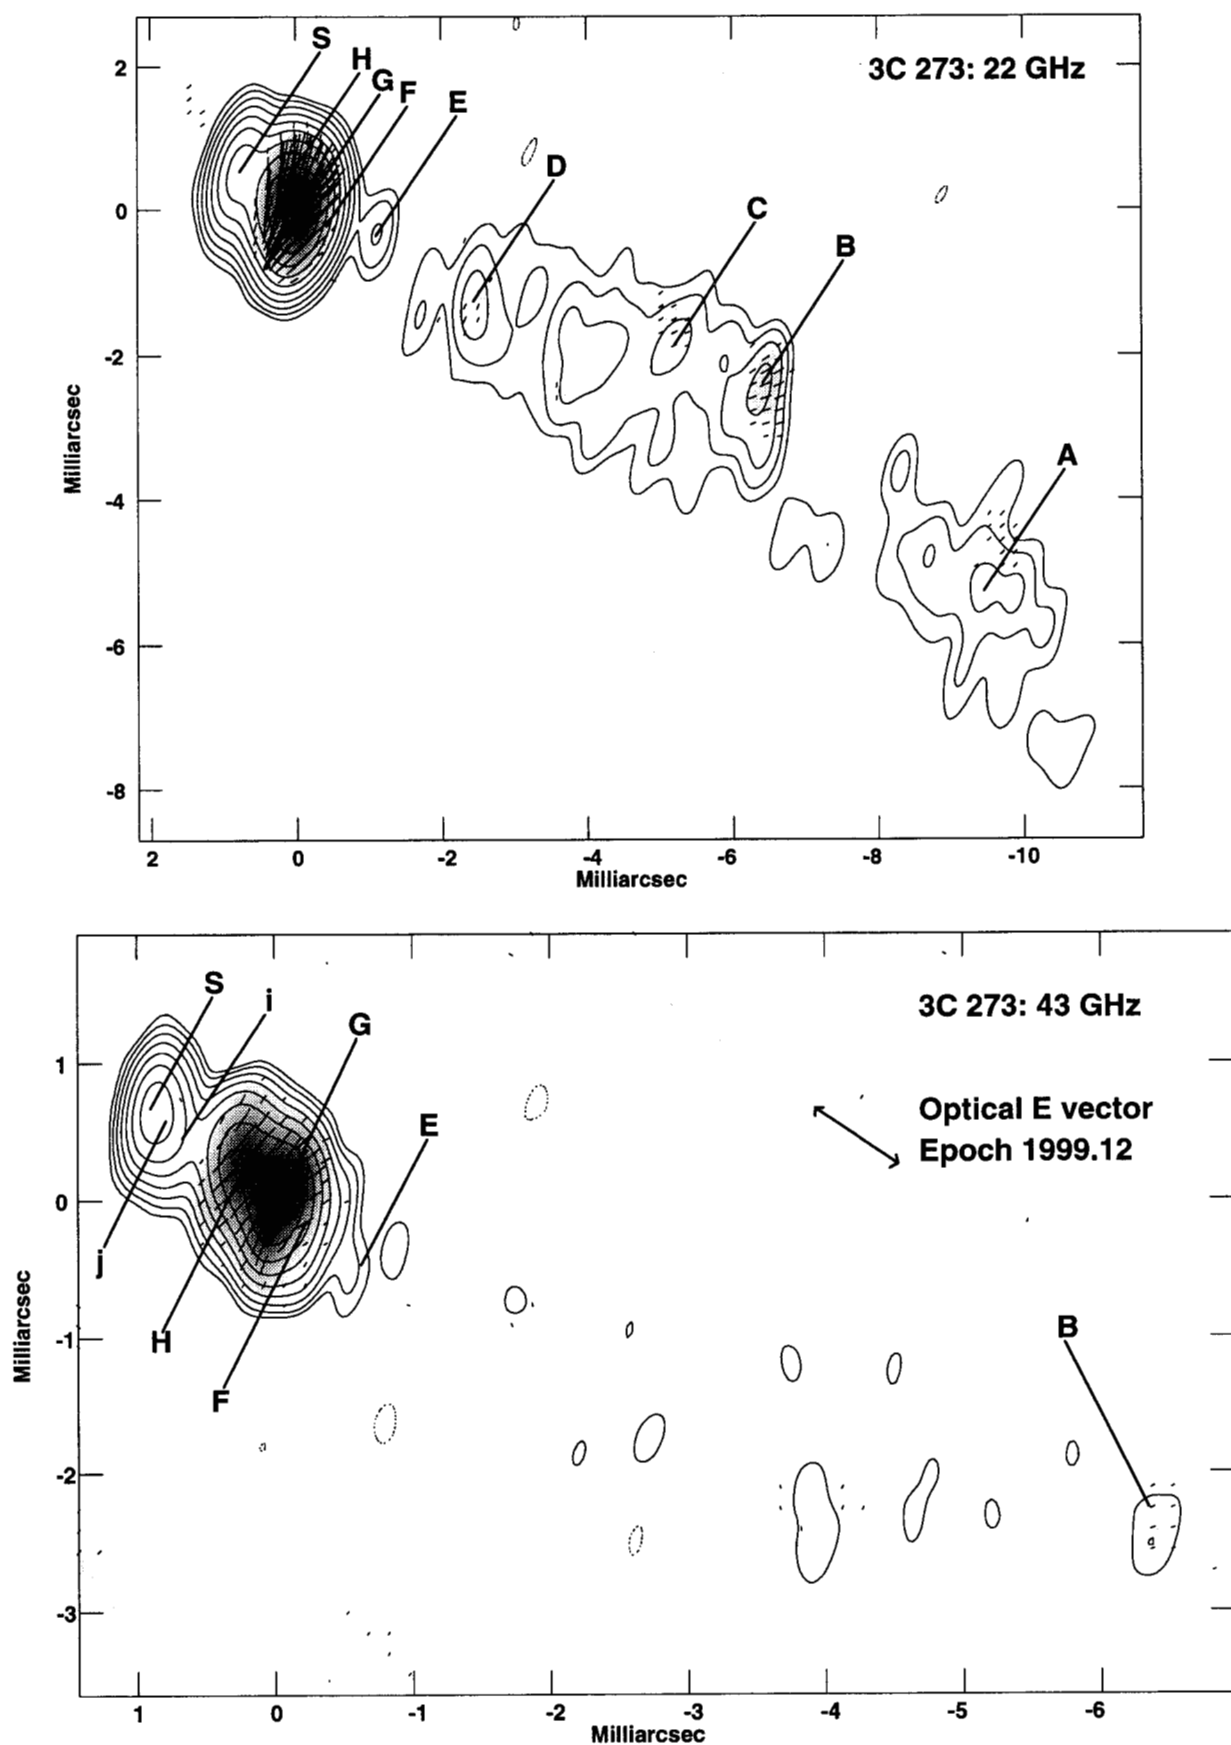 S
H
G
F
E
3C 273: 22 GHz
D
C
B
A
2
0
-2
-4
-6
-8
Milliarcsec
2 0 -2 -4 -6 -8 -10
Milliarcsec
S
i
G
E
3C 273: 43 GHz
Optical E vector
Epoch 1999.12
j
H
F
B
1
0
-1
-2
-3
Milliarcsec
1 0 -1 -2 -3 -4 -5 -6
Milliarcsec